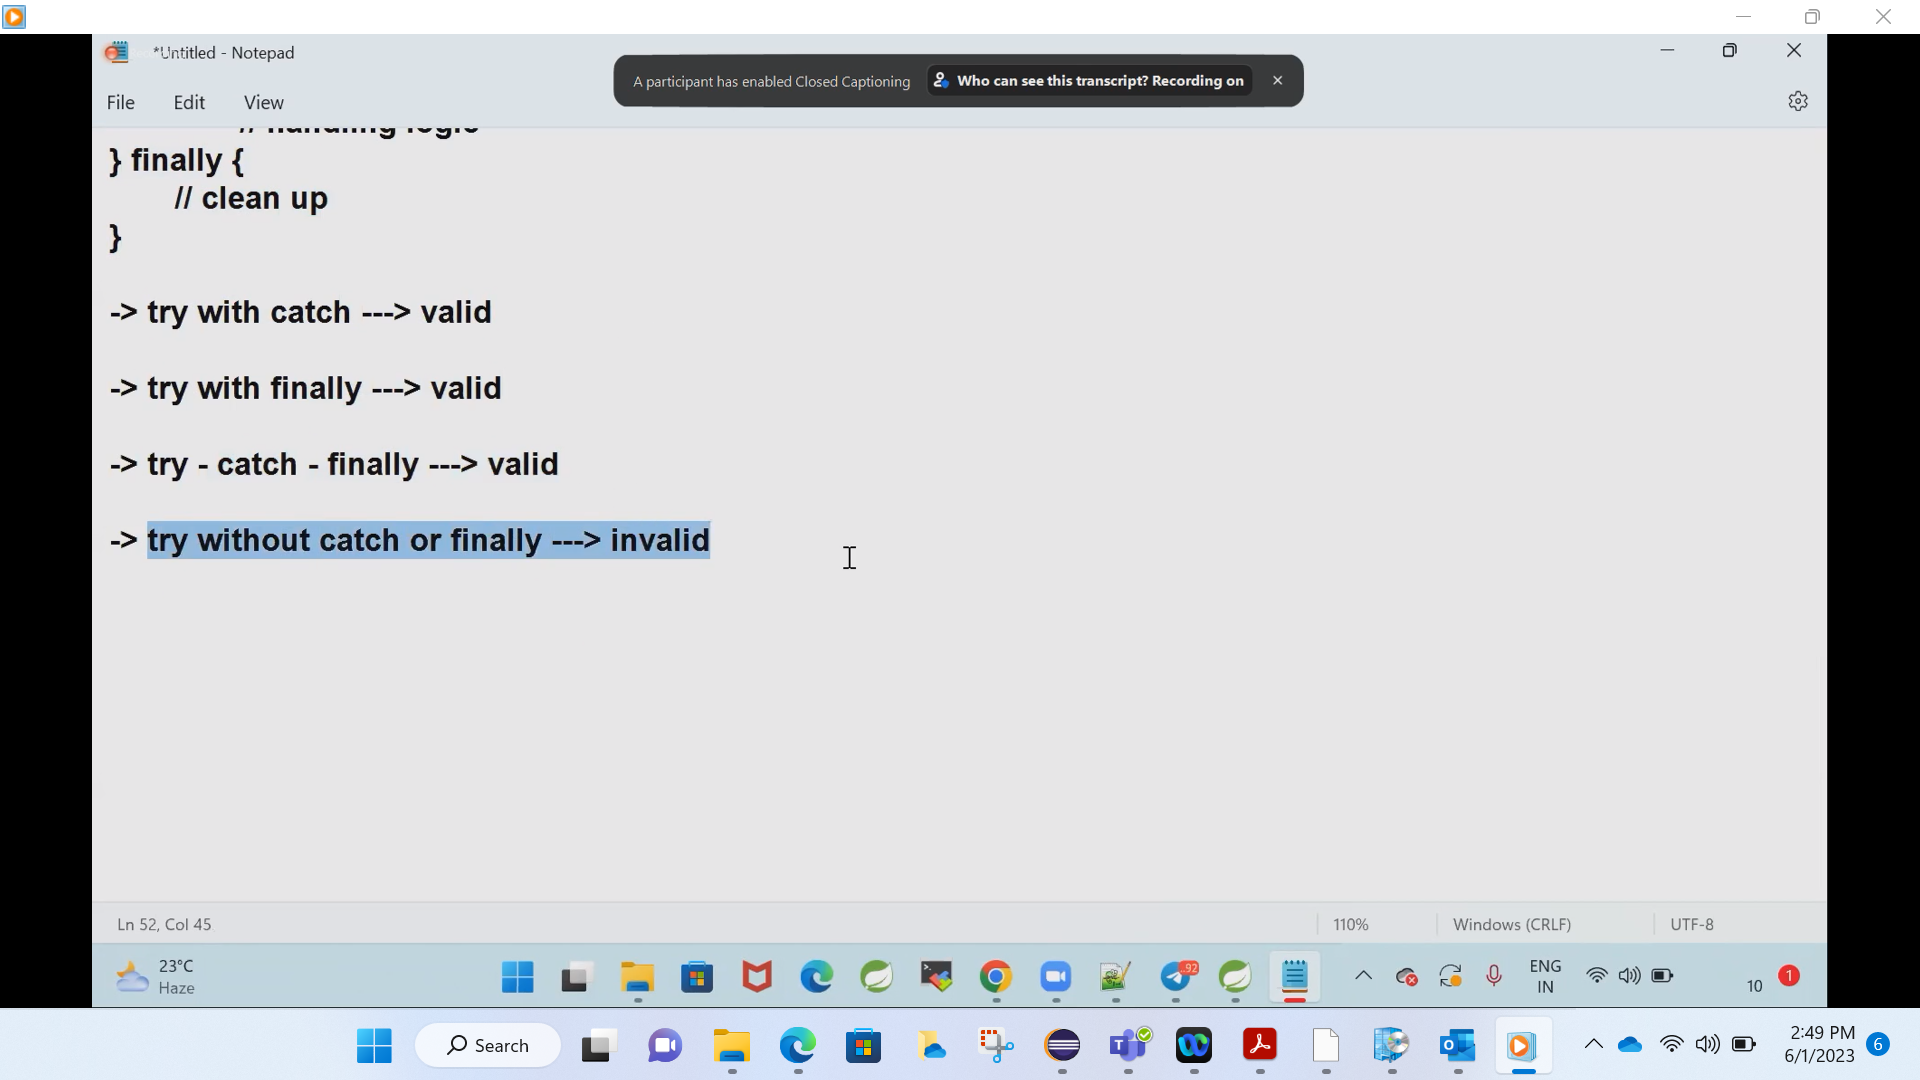 *Untitled - Notepad
A participant has enabled Closed Captioning
Who can see this transcript? Recording on
File Edit View
// handling logic
} finally {
// clean up
}
-> try with catch ---> valid
-> try with finally ---> valid
-> try - catch - finally ---> valid
-> try without catch or finally ---> invalid
Ln 52, Col 45
110%
Windows (CRLF)
UTF-8
23°C
Haze
92
ENG
IN
10
1
Search
2:49 PM
6/1/2023
6